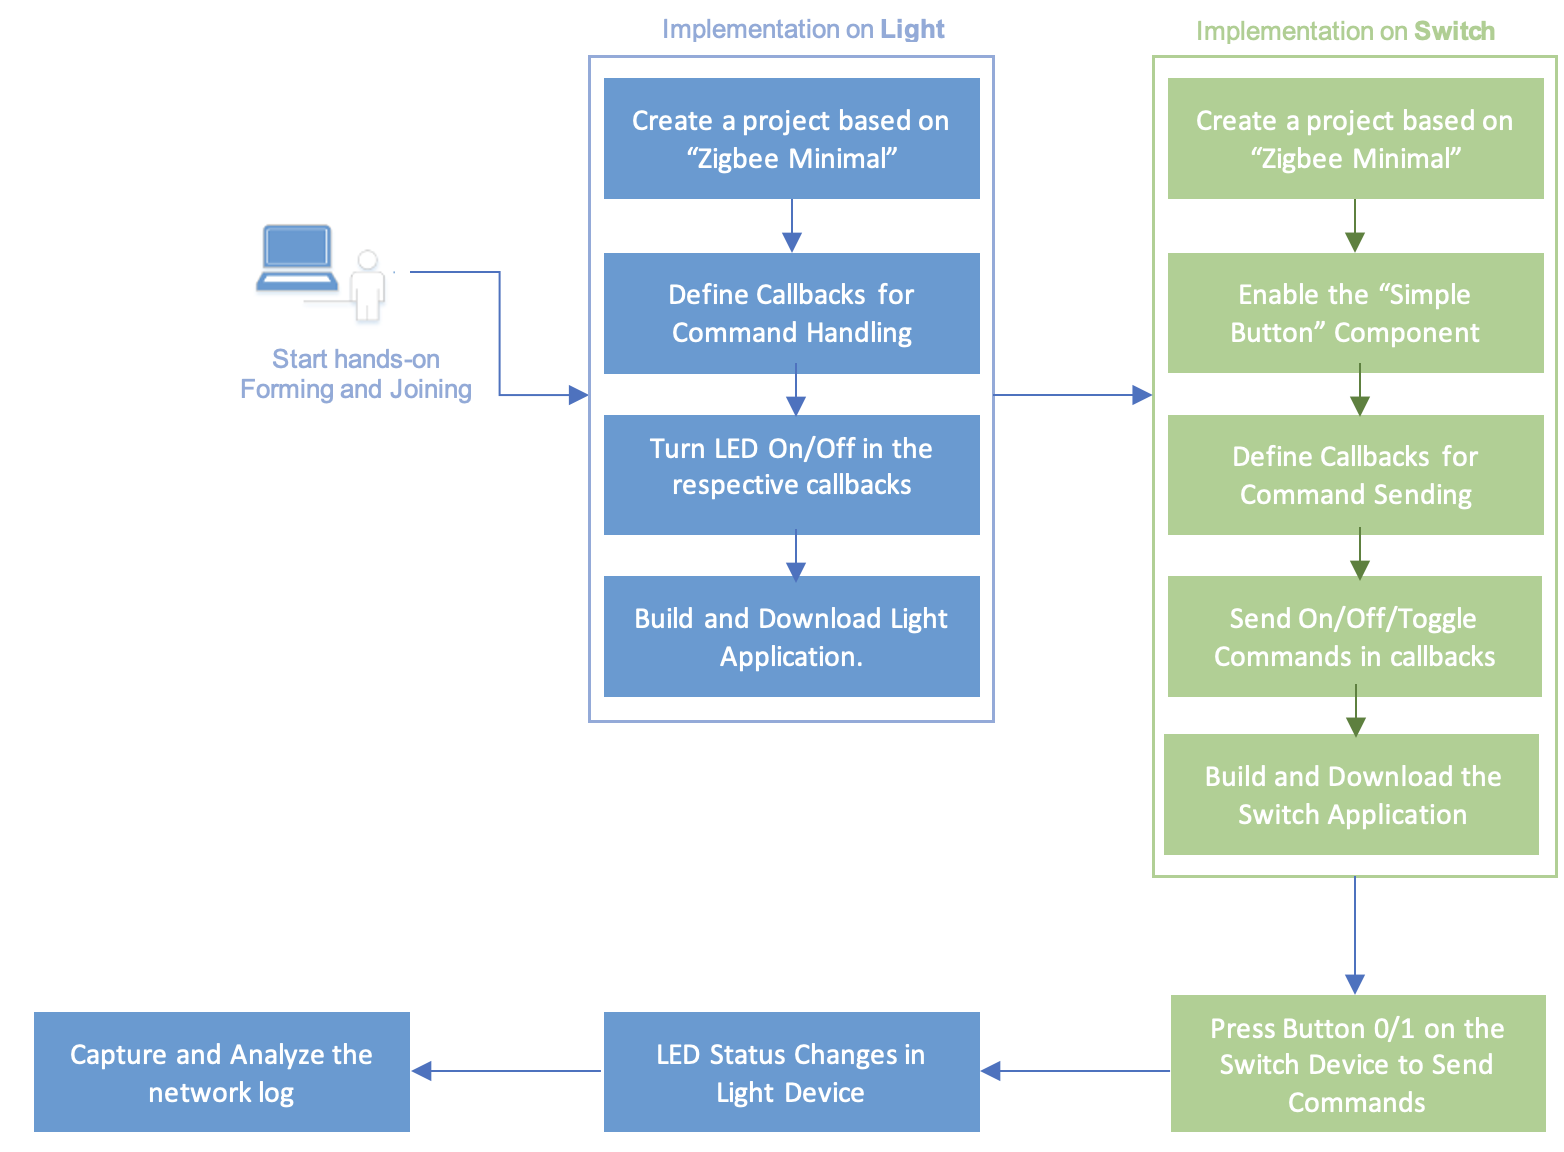 Implementation on Light
Create a project based on
“Zigbee Minimal”
Define Callbacks for
Command Handling
Turn LED On/Off in the
respective callbacks
Build and Download Light
Application.
Start hands-on
Forming and Joining
Implementation on Switch
Create a project based on
“Zigbee Minimal”
Enable the “Simple
Button” Component
Define Callbacks for
Command Sending
Send On/Off/Toggle
Commands in callbacks
Build and Download the
Switch Application
Press Button 0/1 on the
Switch Device to Send
Commands
LED Status Changes in
Light Device
Capture and Analyze the
network log